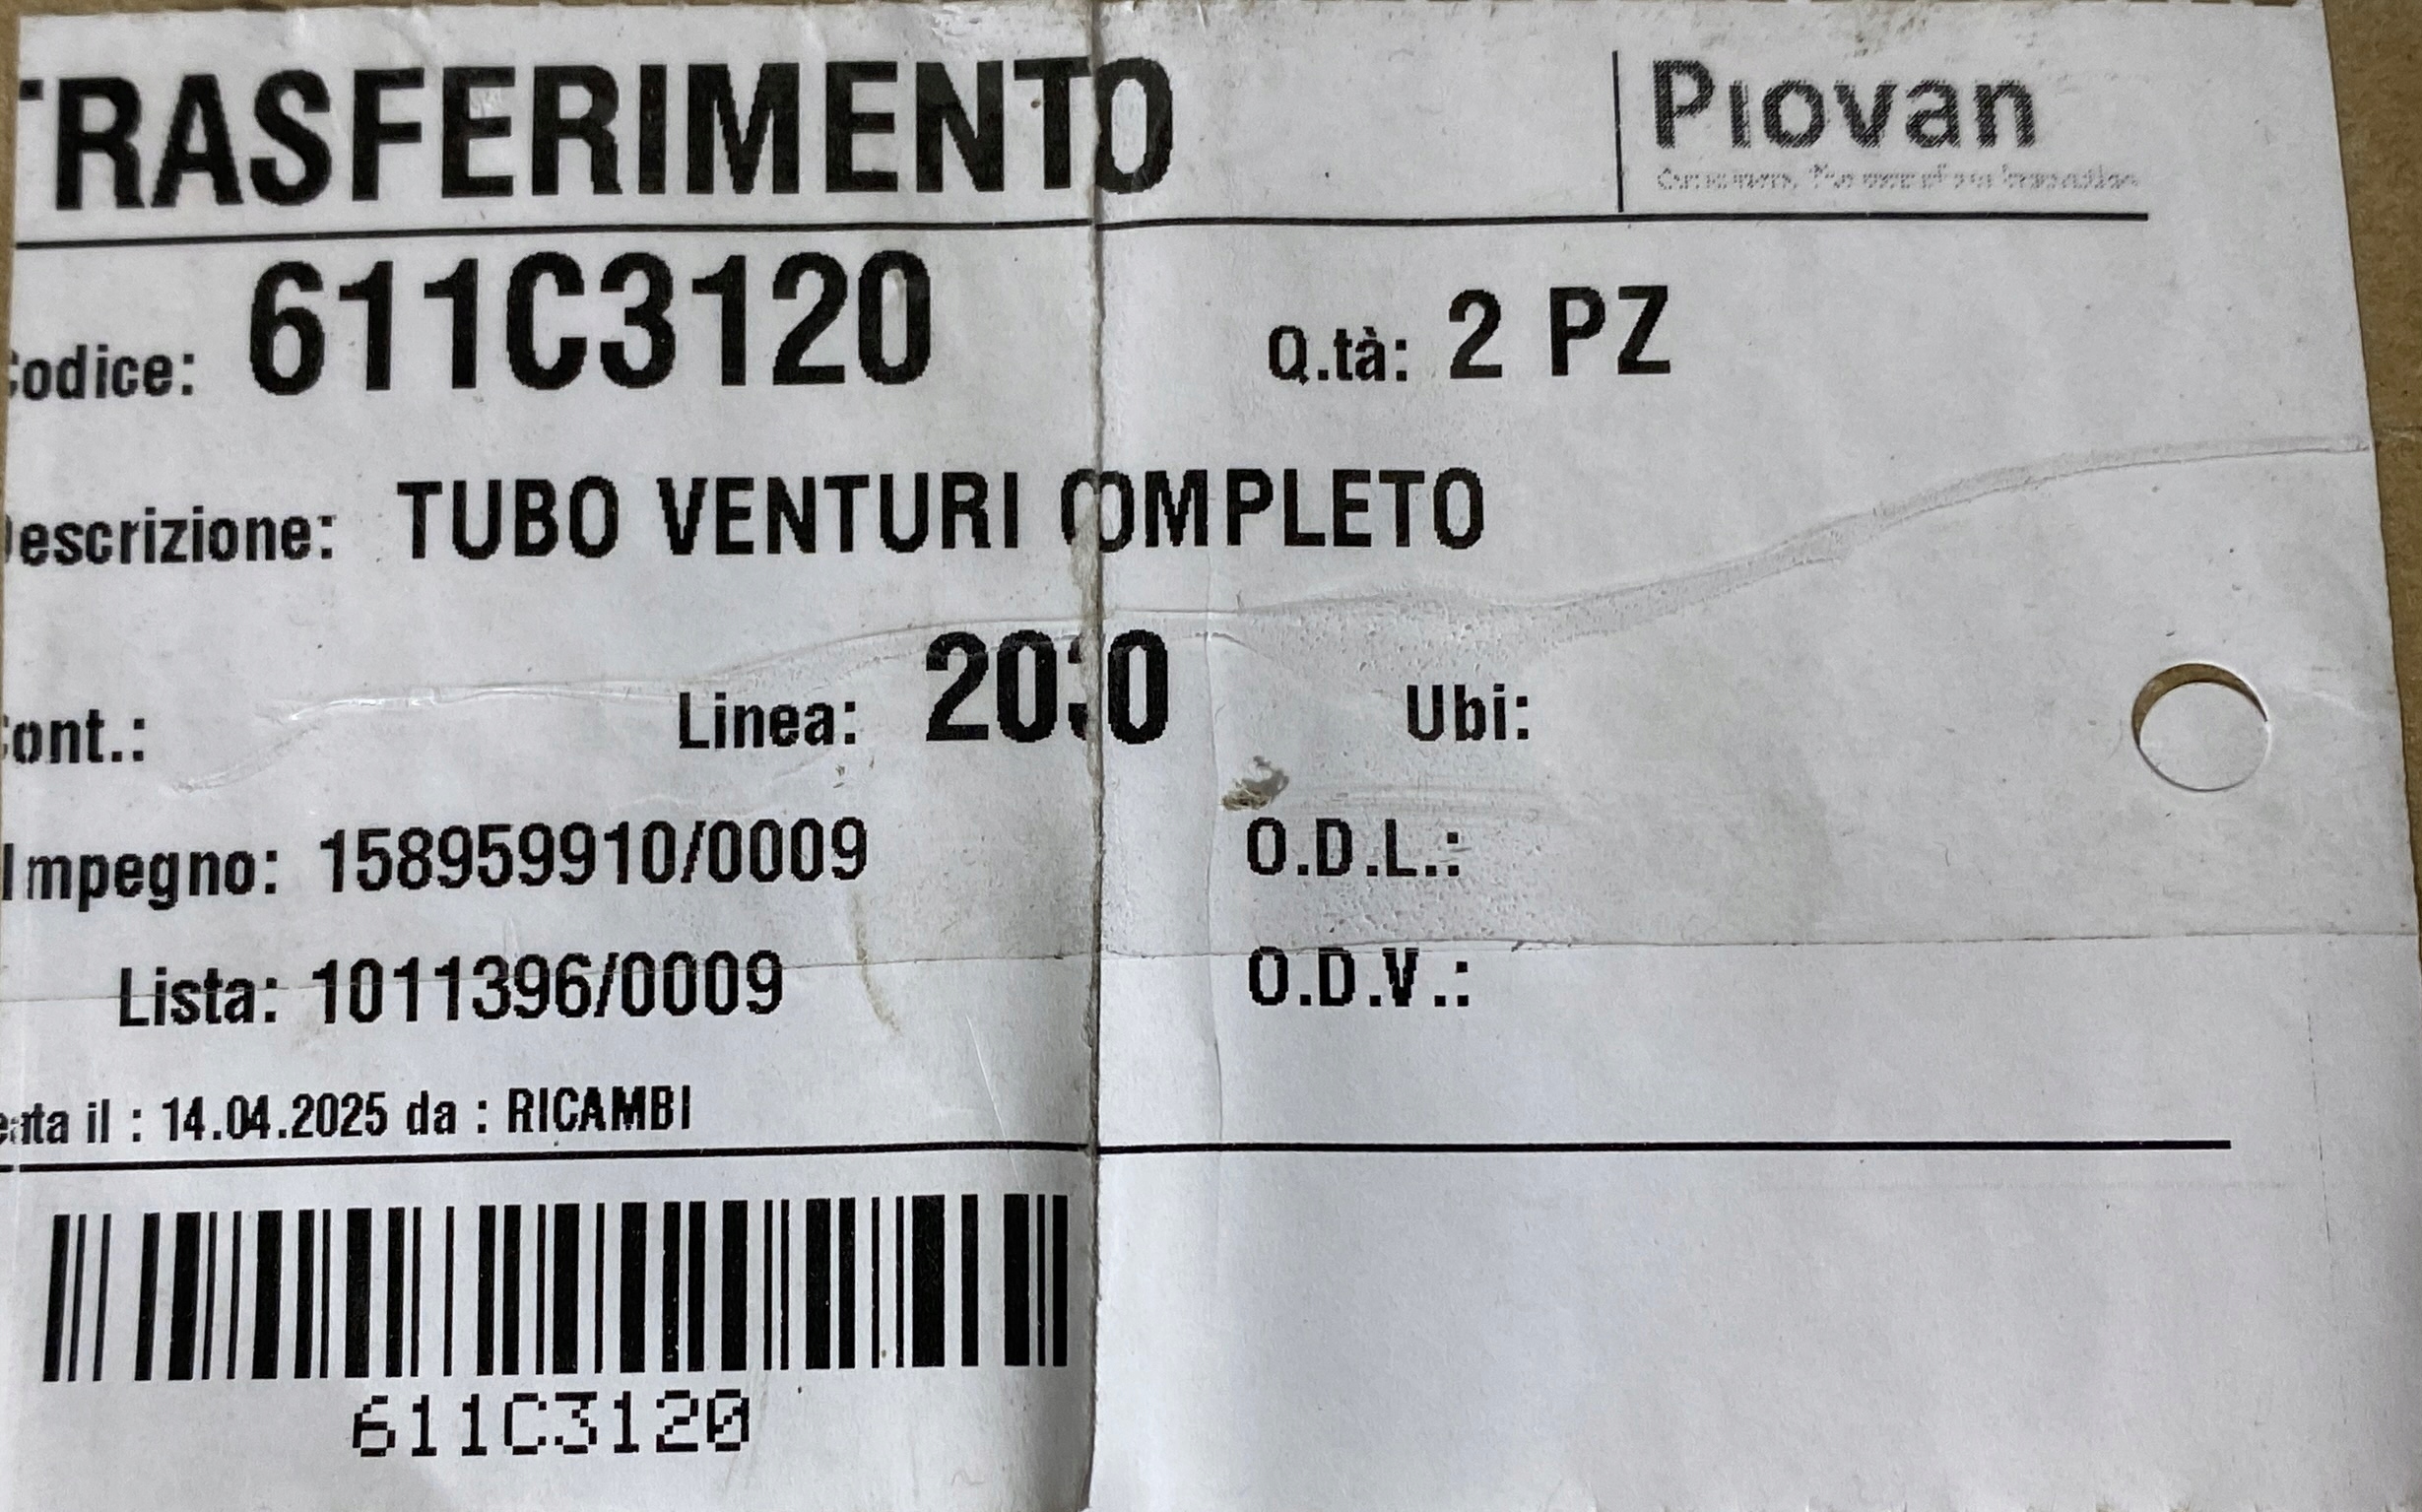 TRASFERIMENTO
Piovan
Codice: 611C3120 Q.tà: 2 PZ
Descrizione: TUBO VENTURI COMPLETO
Cont.: Linea: Ubi:
Impegno: 158959910/0009 O.D.L.:
Lista: 1011396/0009 O.D.V.:
il : 14.04.2025 da : RICAMBI
611C3120